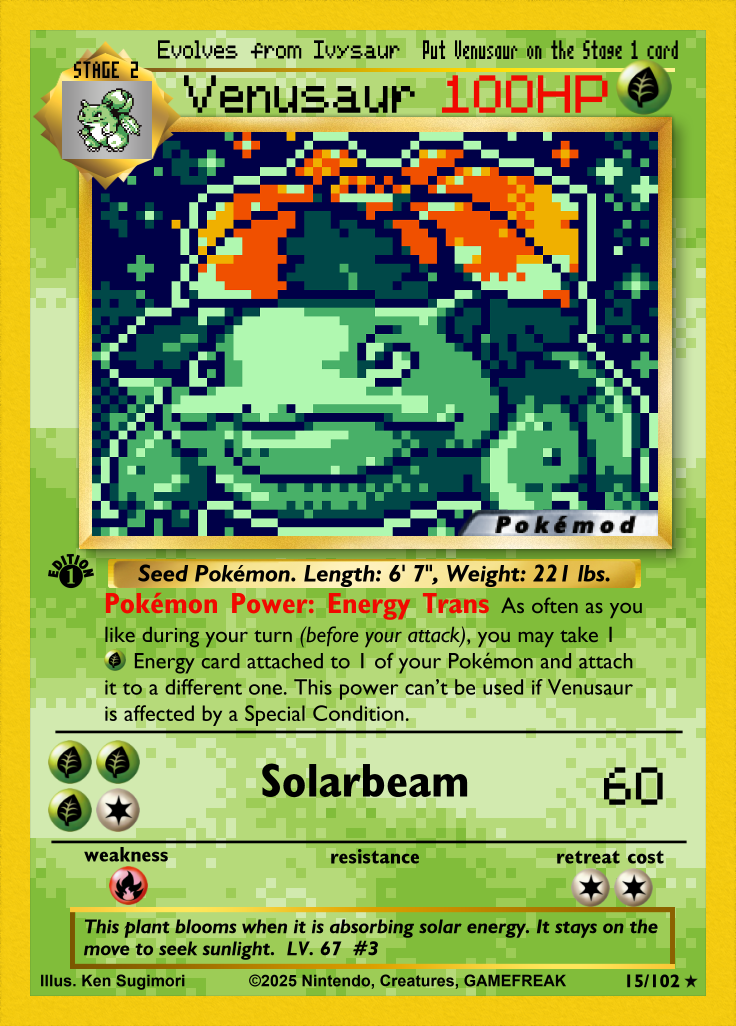 Evolves from Ivysaur Put Venusaur on the Stage 1 card
STAGE 2
Venusaur 100HP
Pokémod
EDITION 1
Seed Pokémon. Length: 6' 7", Weight: 221 lbs.
Pokémon Power: Energy Trans As often as you
like during your turn (before your attack), you may take 1
Energy card attached to 1 of your Pokémon and attach
it to a different one. This power can't be used if Venusaur
is affected by a Special Condition.
Solarbeam 60
weakness resistance retreat cost
This plant blooms when it is absorbing solar energy. It stays on the
move to seek sunlight. LV. 67 #3
Illus. Ken Sugimori ©2025 Nintendo, Creatures, GAMEFREAK 15/102 ★